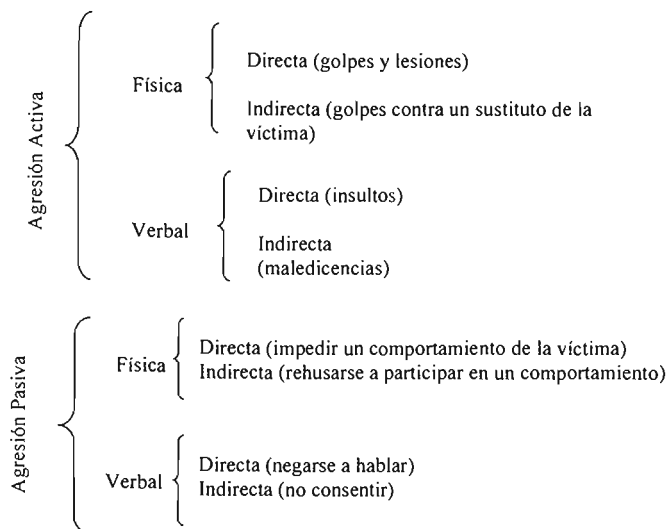 Agresión Activa
Física
Directa (golpes y lesiones)
Indirecta (golpes contra un sustituto de la
víctima)
Verbal
Directa (insultos)
Indirecta
(maledicencias)
Agresión Pasiva
Física
Directa (impedir un comportamiento de la víctima)
Indirecta (rehusarse a participar en un comportamiento)
Verbal
Directa (negarse a hablar)
Indirecta (no consentir)